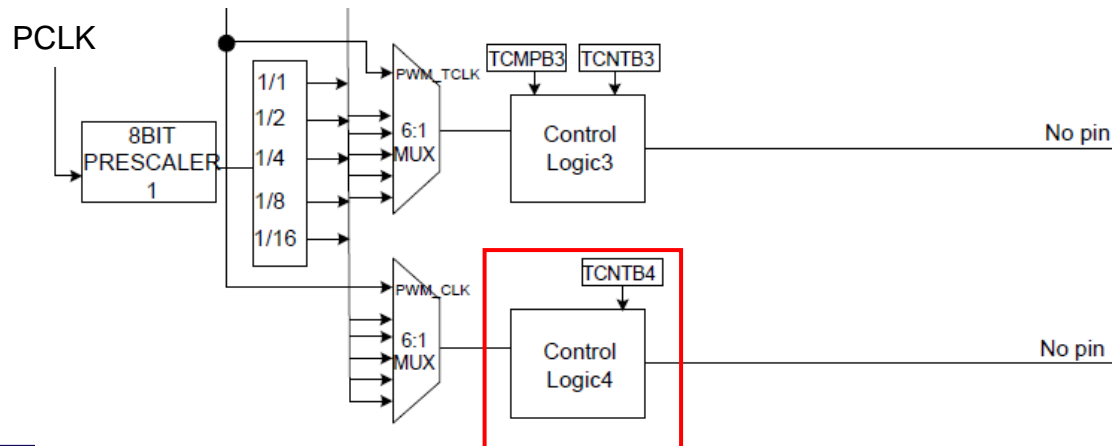 PCLK
8BIT
PRESCALER
1
1/1
1/2
1/4
1/8
1/16
PWM_TCLK
6:1
MUX
TCMPB3
TCNTB3
Control
Logic3
No pin
PWM_CLK
6:1
MUX
TCNTB4
Control
Logic4
No pin